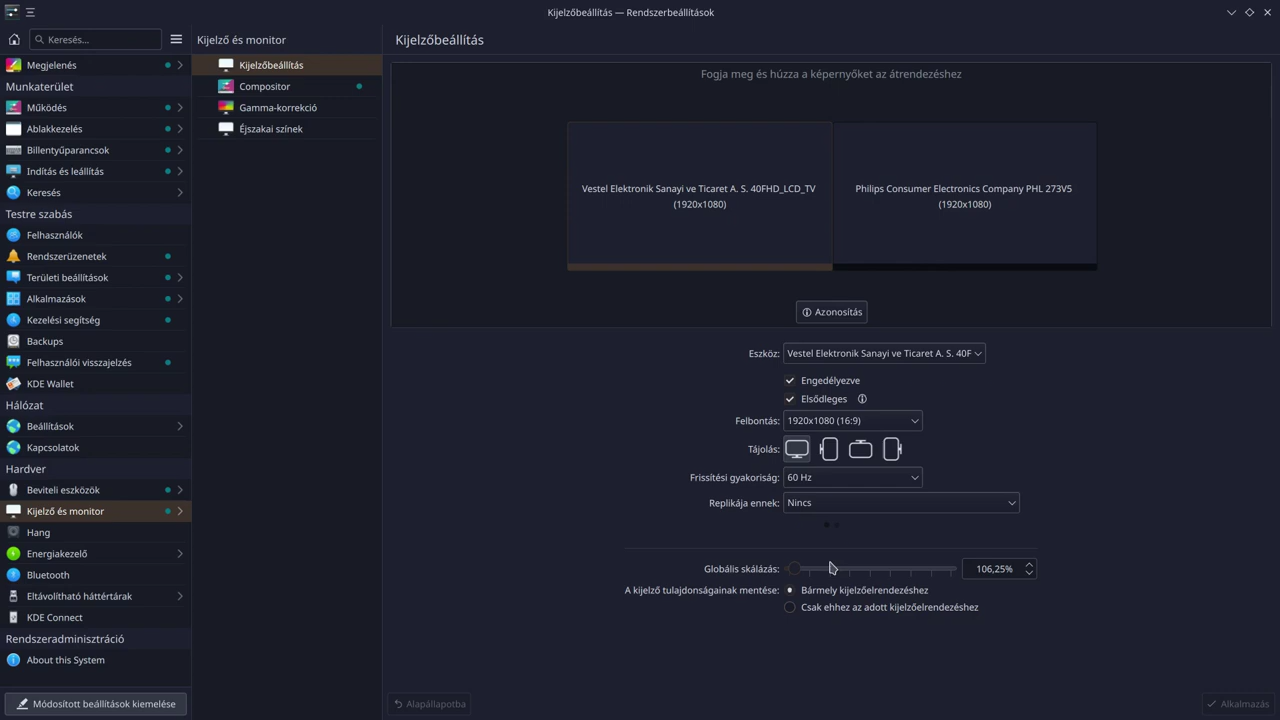 Kijelzőbeállítás — Rendszerbeállítások
Keresés...
Megjelenés
Munkaterület
Működés
Ablakkezelés
Billentyűparancsok
Indítás és leállítás
Keresés
Testre szabás
Felhasználók
Rendszerüzenetek
Területi beállítások
Alkalmazások
Kezelési segítség
Backups
Felhasználói visszajelzés
KDE Wallet
Hálózat
Beállítások
Kapcsolatok
Hardver
Beviteli eszközök
Kijelző és monitor
Hang
Energiakezelő
Bluetooth
Eltávolítható háttértárak
KDE Connect
Rendszeradminisztráció
About this System
Módosított beállítások kiemelése
Kijelző és monitor
Kijelzőbeállítás
Compositor
Gamma-korrekció
Éjszakai színek
Kijelzőbeállítás
Fogja meg és húzza a képernyőket az átrendezéshez
Vestel Elektronik Sanayi ve Ticaret A. S. 40FHD_LCD_TV
(1920x1080)
Philips Consumer Electronics Company PHL 273V5
(1920x1080)
Azonosítás
Eszköz: Vestel Elektronik Sanayi ve Ticaret A. S. 40F
Engedélyezve
Elsődleges
Felbontás: 1920x1080 (16:9)
Tájolás:
Frissítési gyakoriság: 60 Hz
Replikája ennek: Nincs
Globális skálázás: 106,25%
A kijelző tulajdonságainak mentése: Bármely kijelzőelrendezéshez
Csak ehhez az adott kijelzőelrendezéshez
Alapállapotba
Alkalmazás